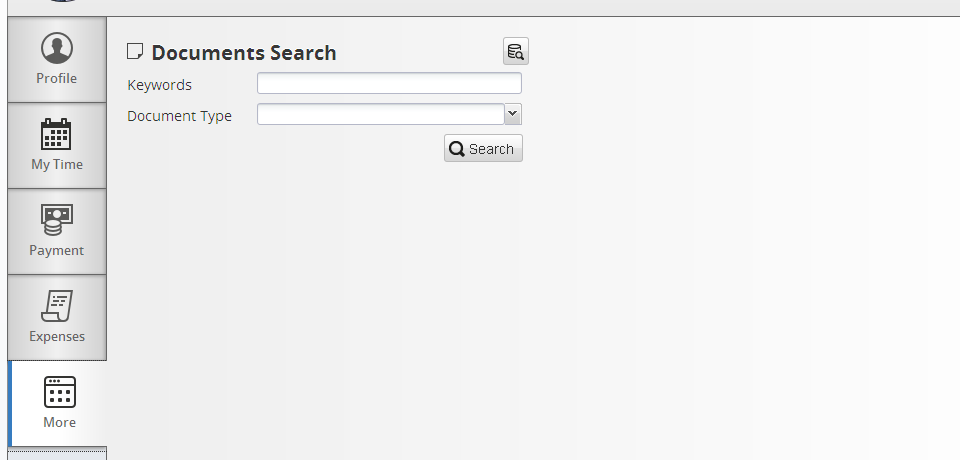 Documents Search
Keywords
Document Type
Search
Profile
My Time
Payment
Expenses
More